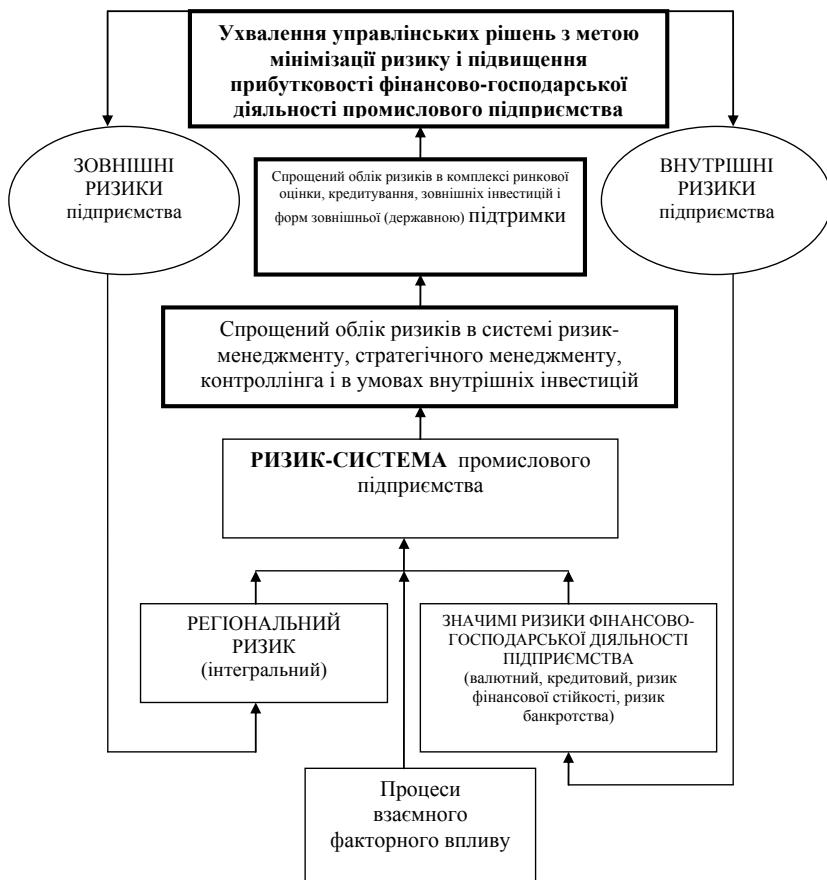 Ухвалення управлінських рішень з метою
мінімізації ризику і підвищення
прибутковості фінансово-господарської
діяльності промислового підприємства
ЗОВНІШНІ
РИЗИКИ
підприємства
Спрощений облік ризиків в комплексі ринкової
оцінки, кредитування, зовнішніх інвестицій і
форм зовнішньої (державною) підтримки
ВНУТРІШНІ
РИЗИКИ
підприємства
Спрощений облік ризиків в системі ризик-
менеджменту, стратегічного менеджменту,
контроллінга і в умовах внутрішніх інвестицій
РИЗИК-СИСТЕМА промислового
підприємства
РЕГІОНАЛЬНИЙ
РИЗИК
(інтегральний)
ЗНАЧИМІ РИЗИКИ ФІНАНСОВО-
ГОСПОДАРСЬКОЇ ДІЯЛЬНОСТІ
ПІДПРИЄМСТВА
(валютний, кредитовий, ризик
фінансової стійкості, ризик
банкротства)
Процеси
взаємного
факторного впливу